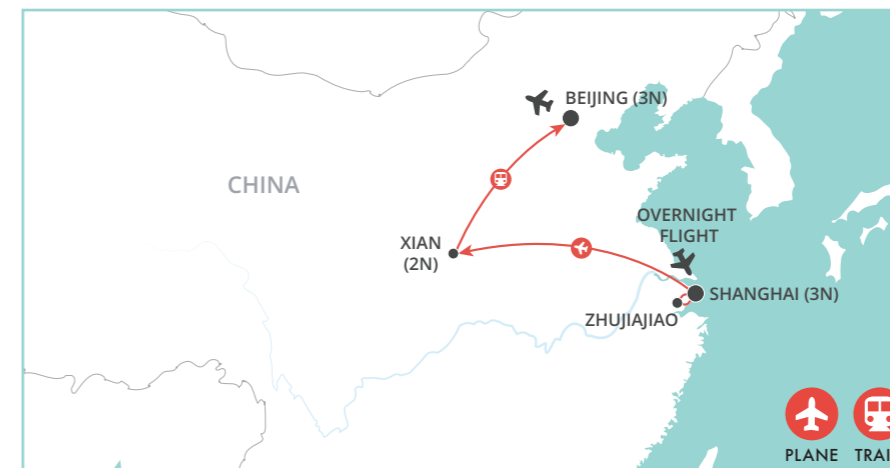 BEIJING (3N)
CHINA
OVERNIGHT
FLIGHT
XIAN
(2N)
SHANGHAI (3N)
ZHUJIAJIAO
PLANE